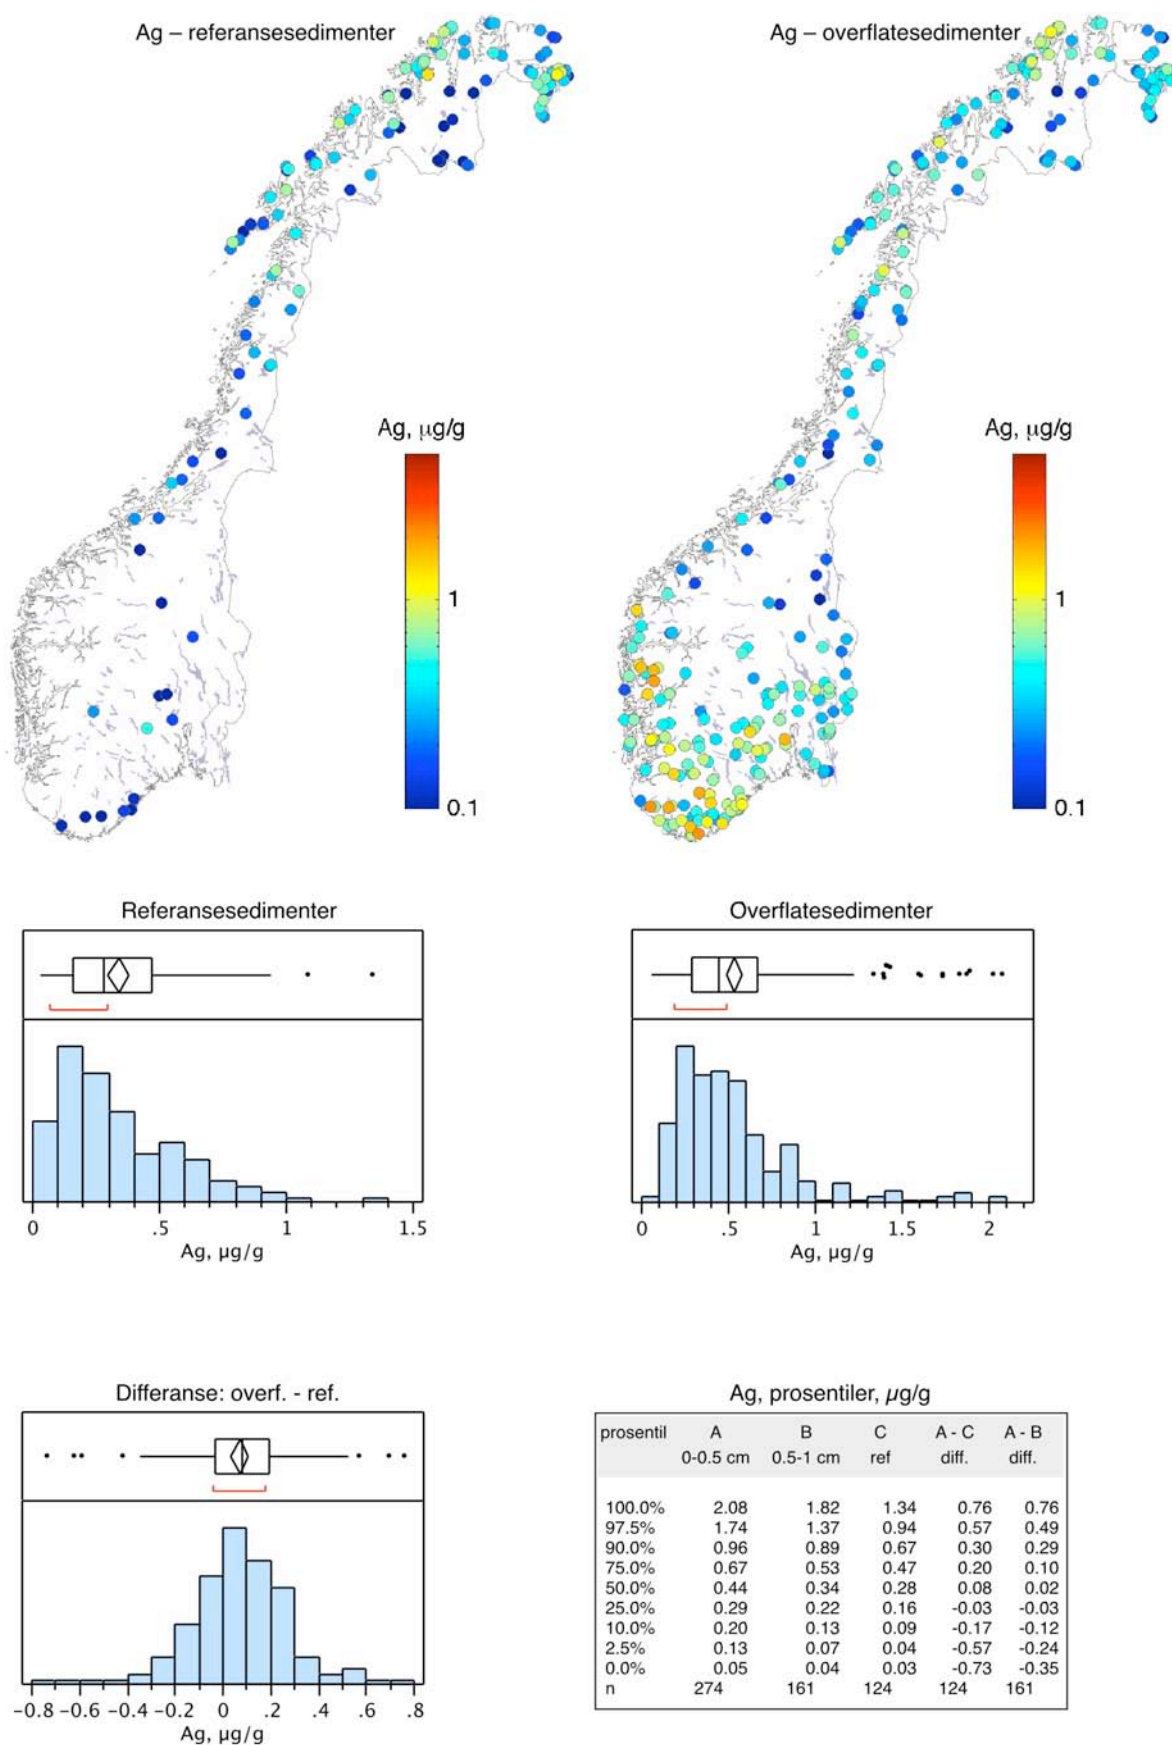 Ag – referansesedimenter
Ag – overflatesedimenter
Ag, µg/g
1
0.1
Ag, µg/g
1
0.1
Referansesedimenter
0 .5 1 1.5
Ag, µg/g
Overflatesedimenter
0 .5 1 1.5 2
Ag, µg/g
Differanse: overf. - ref.
-0.8 -0.6 -0.4 -0.2 0 .2 .4 .6 .8
Ag, µg/g
Ag, prosentiler, µg/g
prosentil A B C A - C A - B
0-0.5 cm 0.5-1 cm ref diff. diff.
100.0% 2.08 1.82 1.34 0.76 0.76
97.5% 1.74 1.37 0.94 0.57 0.49
90.0% 0.96 0.89 0.67 0.30 0.29
75.0% 0.67 0.53 0.47 0.20 0.10
50.0% 0.44 0.34 0.28 0.08 0.02
25.0% 0.29 0.22 0.16 -0.03 -0.03
10.0% 0.20 0.13 0.09 -0.17 -0.12
2.5% 0.13 0.07 0.04 -0.57 -0.24
0.0% 0.05 0.04 0.03 -0.73 -0.35
n 274 161 124 124 161